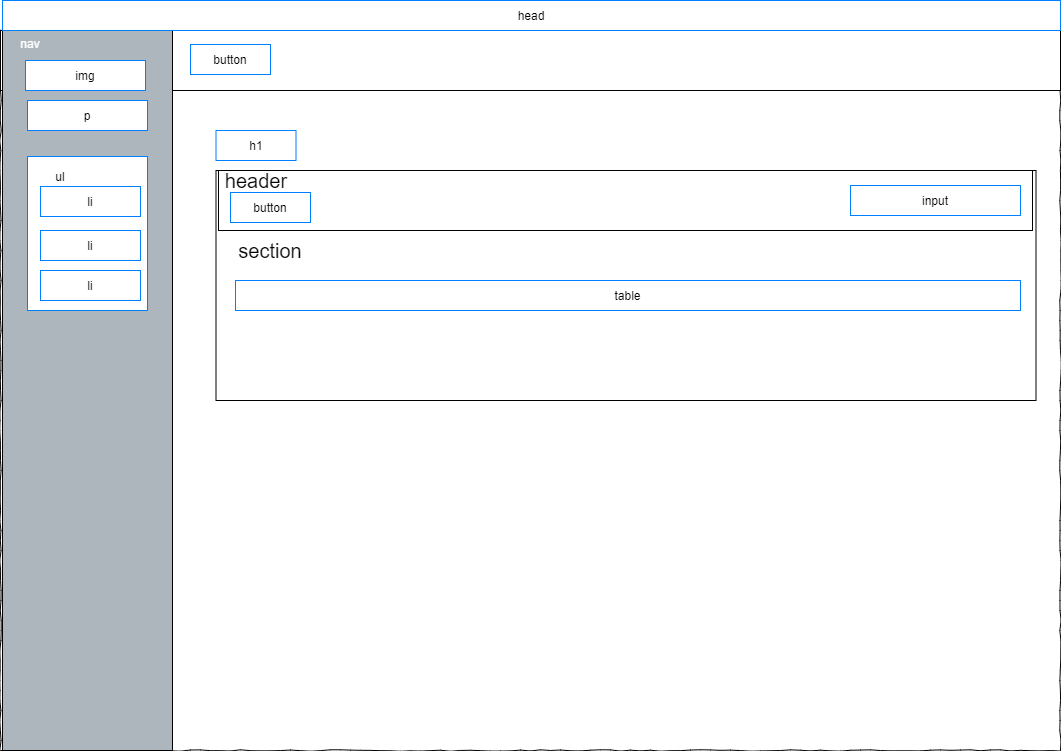 head
nav
img
p
ul
li
li
li
button
h1
header
button
input
section
table